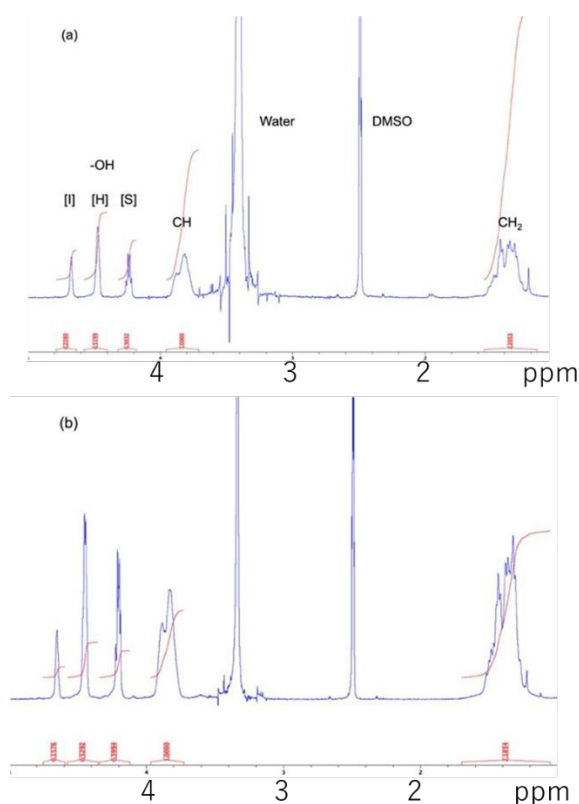 (a)
Water
DMSO
-OH
[I] [H] [S]
CH
CH₂
4 3 2 ppm
(b)
4 3 2 ppm